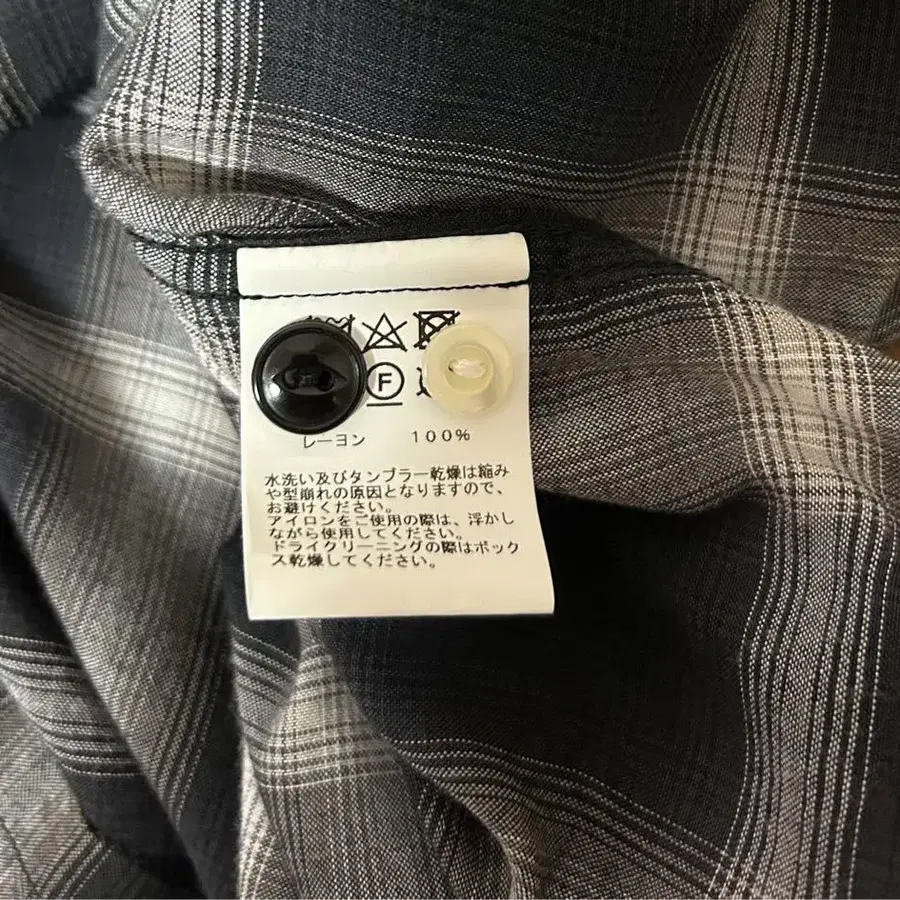 F
レーヨン 100%
水洗い及びタンブラー乾燥は縮み
や型崩れの原因となりますので、
お避けください。
アイロンをご使用の際は、浮かし
ながら使用してください。
ドライクリーニングの際はボック
ス乾燥してください。